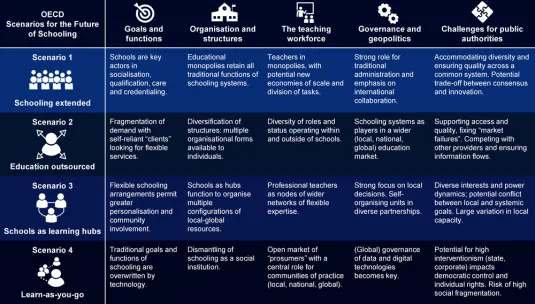 OECD
Scenarios for the Future
of Schooling
Goals and
functions
Organisation and
structures
The teaching
workforce
Governance and
geopolitics
Challenges for public
authorities
Scenario 1
Schooling extended
Schools are key
actors in
socialisation,
qualification, care
and credentialing.
Educational
monopolies retain all
traditional functions of
schooling systems.
Teachers in
monopolies, with
potential new
economies of scale and
division of tasks.
Strong role for
traditional
administration and
emphasis on
international
collaboration.
Accommodating diversity and
ensuring quality across a
common system. Potential
trade-off between consensus
and innovation.
Scenario 2
Education outsourced
Fragmentation of
demand with
self-reliant “clients”
looking for flexible
services.
Diversification of
structures: multiple
organisational forms
available to
individuals.
Diversity of roles and
status operating within
and outside of schools.
Schooling systems as
players in a wider
(local, national,
global) education
market.
Supporting access and
quality, fixing “market
failures”. Competing with
other providers and ensuring
information flows.
Scenario 3
Schools as learning hubs
Flexible schooling
arrangements permit
greater
personalisation and
community
involvement.
Schools as hubs
function to organise
multiple
configurations of
local-global
resources.
Professional teachers
as nodes of wider
networks of flexible
expertise.
Strong focus on local
decisions. Self-
organising units in
diverse partnerships.
Diverse interests and power
dynamics; potential conflict
between local and systemic
goals. Large variation in local
capacity.
Scenario 4
Learn-as-you-go
Traditional goals and
functions of
schooling are
overwritten by
technology.
Dismantling of
schooling as a social
institution.
Open market of
“prosumers” with a
central role for
communities of practice
(local, national, global).
(Global) governance
of data and digital
technologies
becomes key.
Potential for high
interventionism (state,
corporate) impacts
democratic control and
individual rights. Risk of high
social fragmentation.